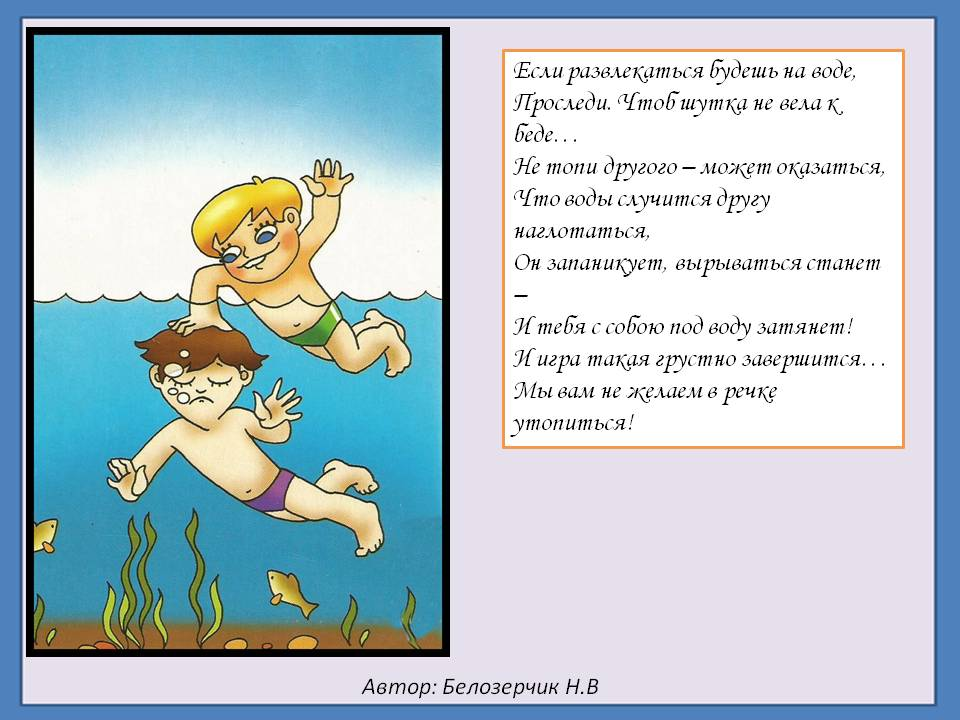 Если развлекаться будешь на воде,
Проследи. Чтоб шутка не вела к
беде…
Не топи другого – может оказаться,
Что воды случится другу
наглотаться,
Он запаникует, вырываться станет
–
И тебя с собою под воду затянет!
И игра такая грустно завершится…
Мы вам не желаем в речке
утопиться!
Автор: Белозерчик Н.В